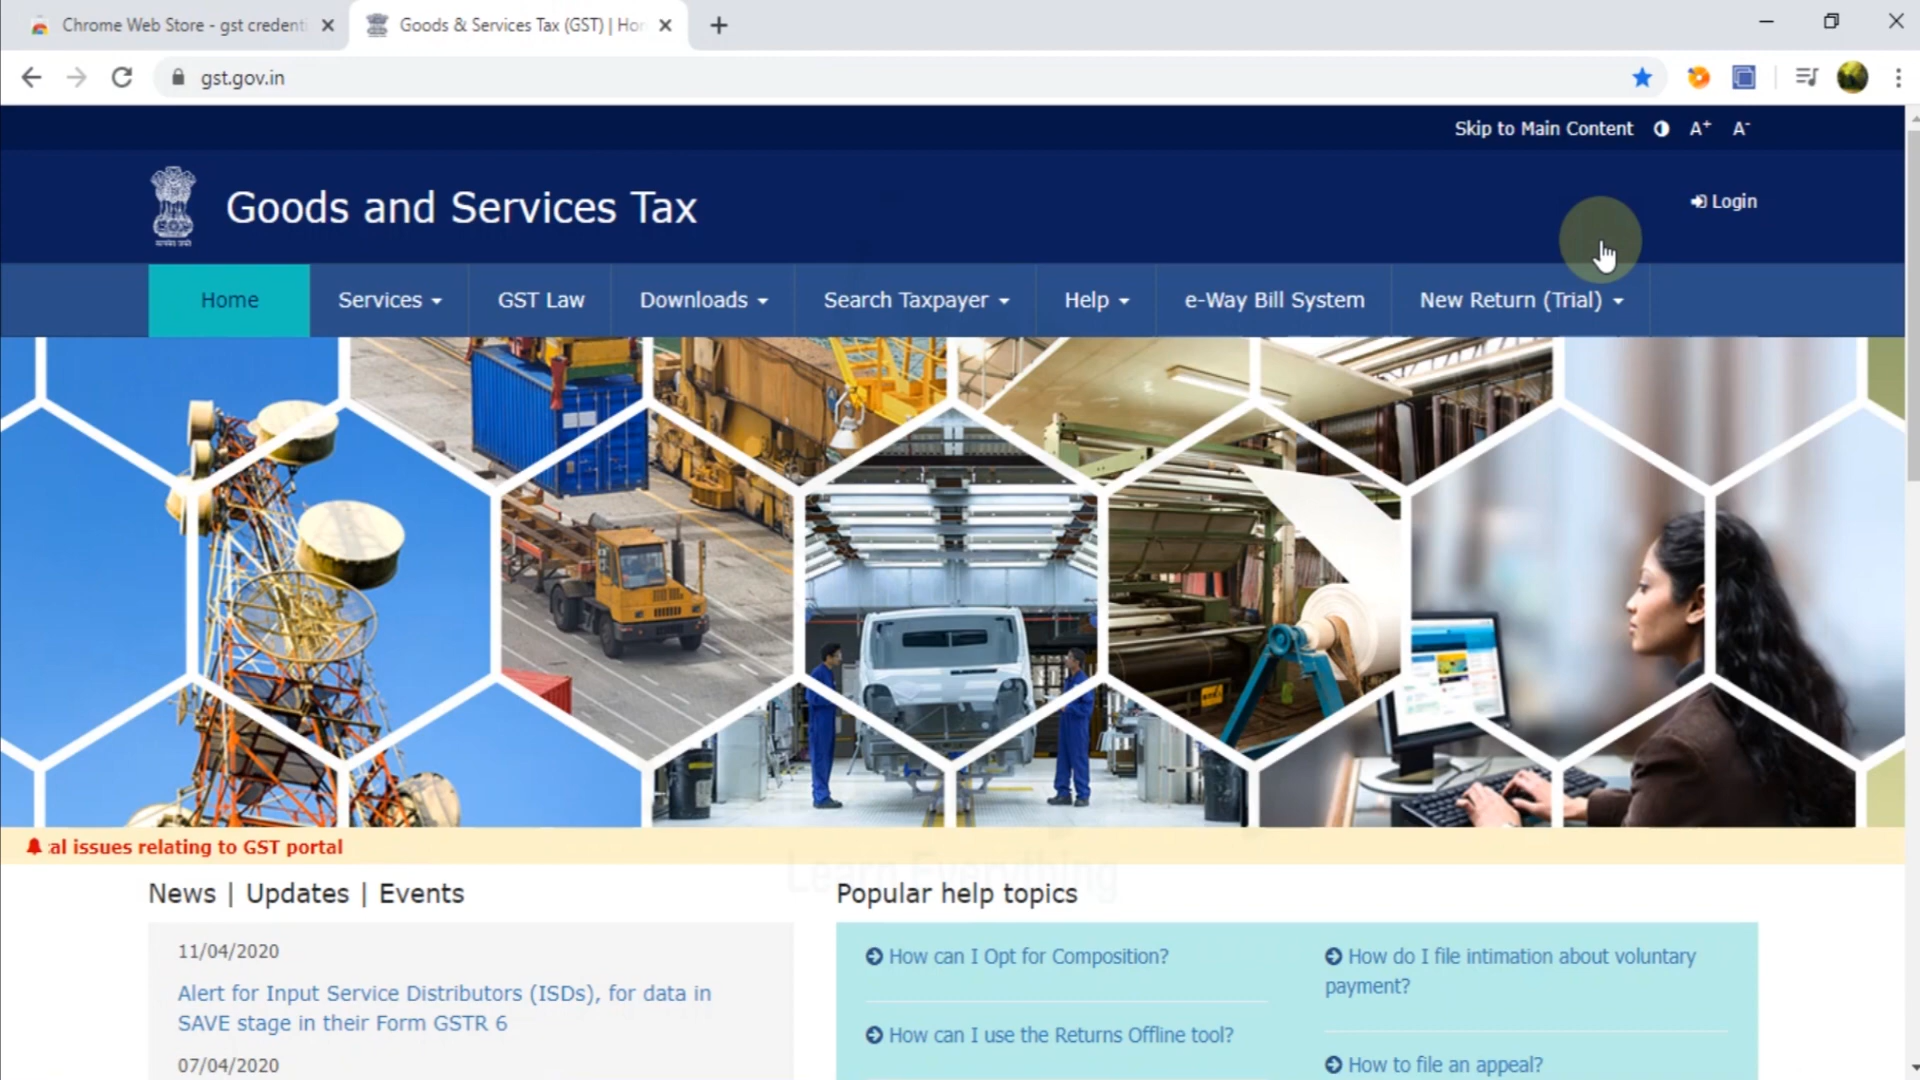 Chrome Web Store - gst credent
Goods & Services Tax (GST) | Hom
gst.gov.in
Skip to Main Content A+ A-
Goods and Services Tax
Login
Home Services GST Law Downloads Search Taxpayer Help e-Way Bill System New Return (Trial)
al issues relating to GST portal
Learn Everything
News | Updates | Events
11/04/2020
Alert for Input Service Distributors (ISDs), for data in
SAVE stage in their Form GSTR 6
07/04/2020
Popular help topics
How can I Opt for Composition?
How can I use the Returns Offline tool?
How do I file intimation about voluntary
payment?
How to file an appeal?